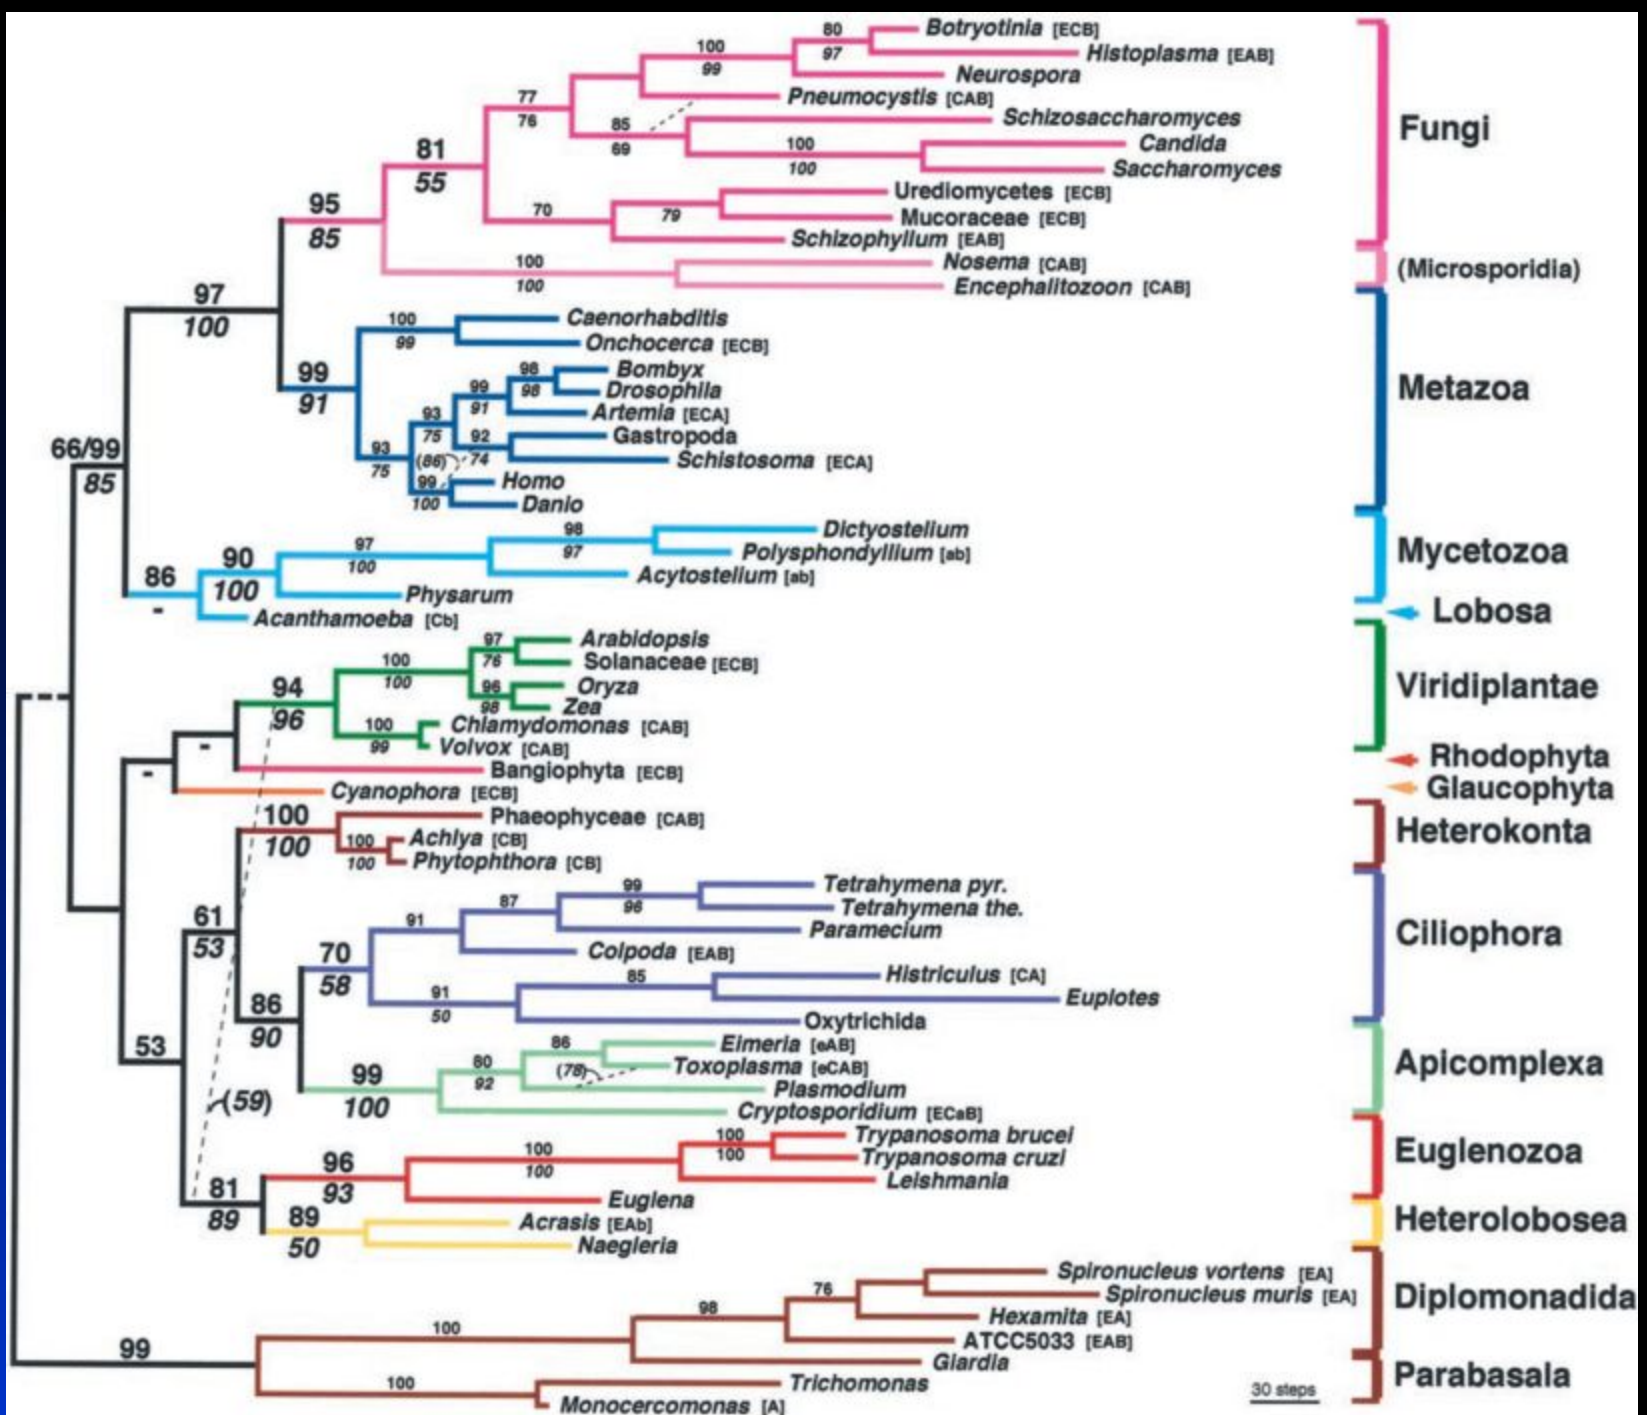 80
Botryotinia [ECB]
97
Histoplasma [EAB]
100
99
Neurospora
Pneumocystis [CAB]
77
76
85
69
Schizosaccharomyces
100
Candida
100
Saccharomyces
Fungi
81
55
Urediomycetes [ECB]
70
79
Mucoraceae [ECB]
Schizophyllum [EAB]
95
85
100
Nosema [CAB]
100
Encephalitozoon [CAB]
(Microsporidia)
97
100
100
99
Caenorhabditis
Onchocerca [ECB]
99
91
98
98
Bombyx
Drosophila
99
91
Artemia [ECA]
Metazoa
93
75
92
74
Gastropoda
Schistosoma [ECA]
93
75
(86)
99
100
Homo
Danio
66/99
85
98
97
Dictyostelium
Polysphondyllium [ab]
97
100
Acytostelium [ab]
Mycetozoa
90
100
Physarum
86
-
Acanthamoeba [Cb]
Lobosa
97
76
Arabidopsis
Solanaceae [ECB]
100
100
96
98
Oryza
Zea
Viridiplantae
94
96
100
99
Chlamydomonas [CAB]
Volvox [CAB]
-
Bangiophyta [ECB]
Rhodophyta
-
Cyanophora [ECB]
Glaucophyta
100
100
Phaeophyceae [CAB]
100
100
Achlya [CB]
Phytophthora [CB]
Heterokonta
99
96
Tetrahymena pyr.
Tetrahymena the.
87
Paramecium
91
Colpoda [EAB]
Ciliophora
61
53
70
58
85
Histriculus [CA]
Euplotes
91
50
Oxytrichida
86
90
86
Eimeria [eAB]
(78)
Toxoplasma [eCAB]
80
92
Plasmodium
Cryptosporidium [ECaB]
Apicomplexa
99
100
53
(59)
100
100
Trypanosoma brucei
Trypanosoma cruzi
100
100
Leishmania
Euglenozoa
96
93
Euglena
81
89
89
50
Acrasis [EAb]
Naegleria
Heterolobosea
Spironucleus vortens [EA]
Spironucleus muris [EA]
76
Hexamita [EA]
98
ATCC5033 [EAB]
Diplomonadida
100
Giardia
99
100
Trichomonas
Monocercomonas [A]
Parabasala
30 steps